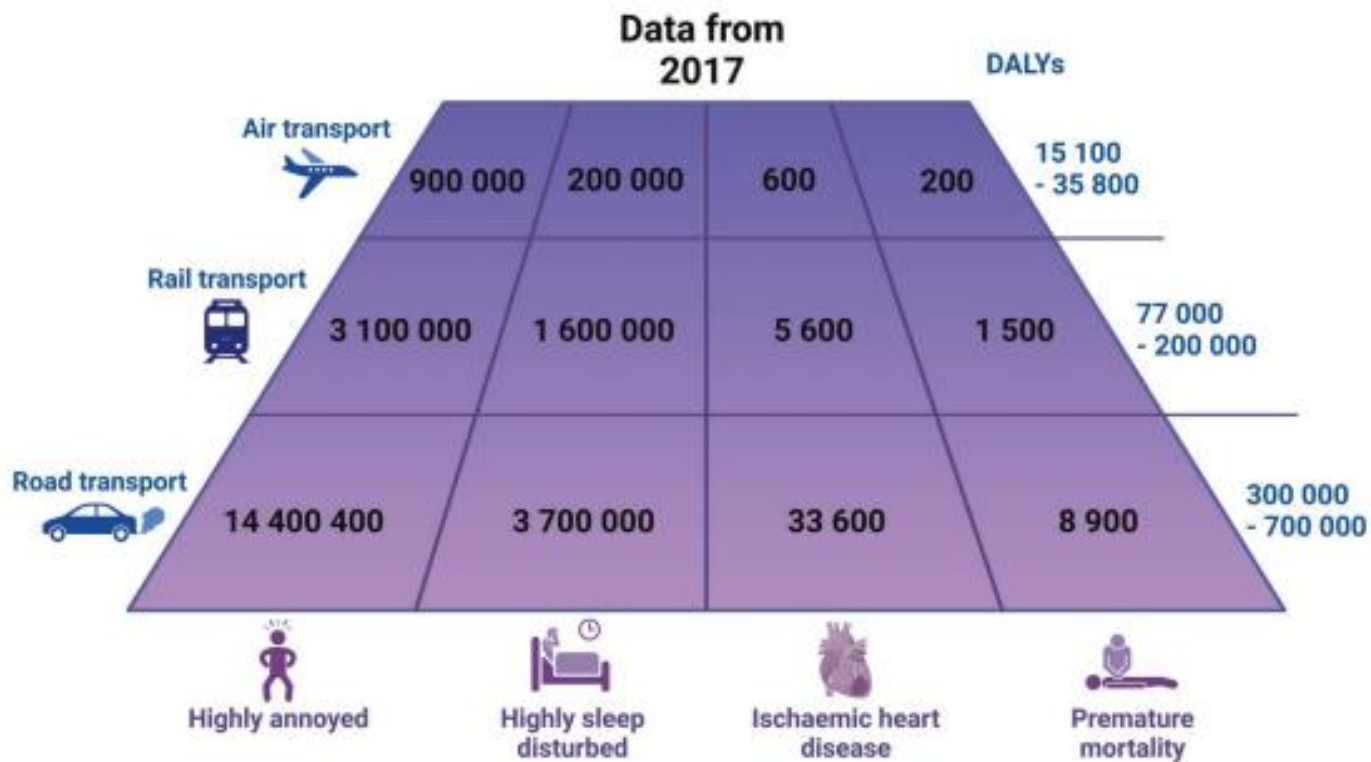 Data from
2017
DALYs
Air transport
900 000
200 000
600
200
15 100
- 35 800
Rail transport
3 100 000
1 600 000
5 600
1 500
77 000
- 200 000
Road transport
14 400 400
3 700 000
33 600
8 900
300 000
- 700 000
Highly annoyed
Highly sleep
disturbed
Ischaemic heart
disease
Premature
mortality